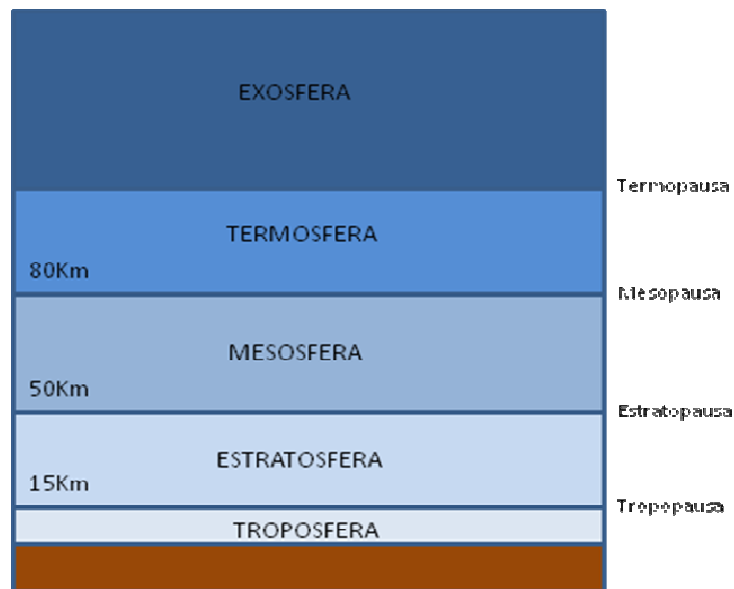 EXOSFERA
Termopausa
TERMOSFERA
80Km
Mesopausa
MESOSFERA
50Km
Estratopausa
ESTRATOSFERA
15Km
Tropopausa
TROPOSFERA